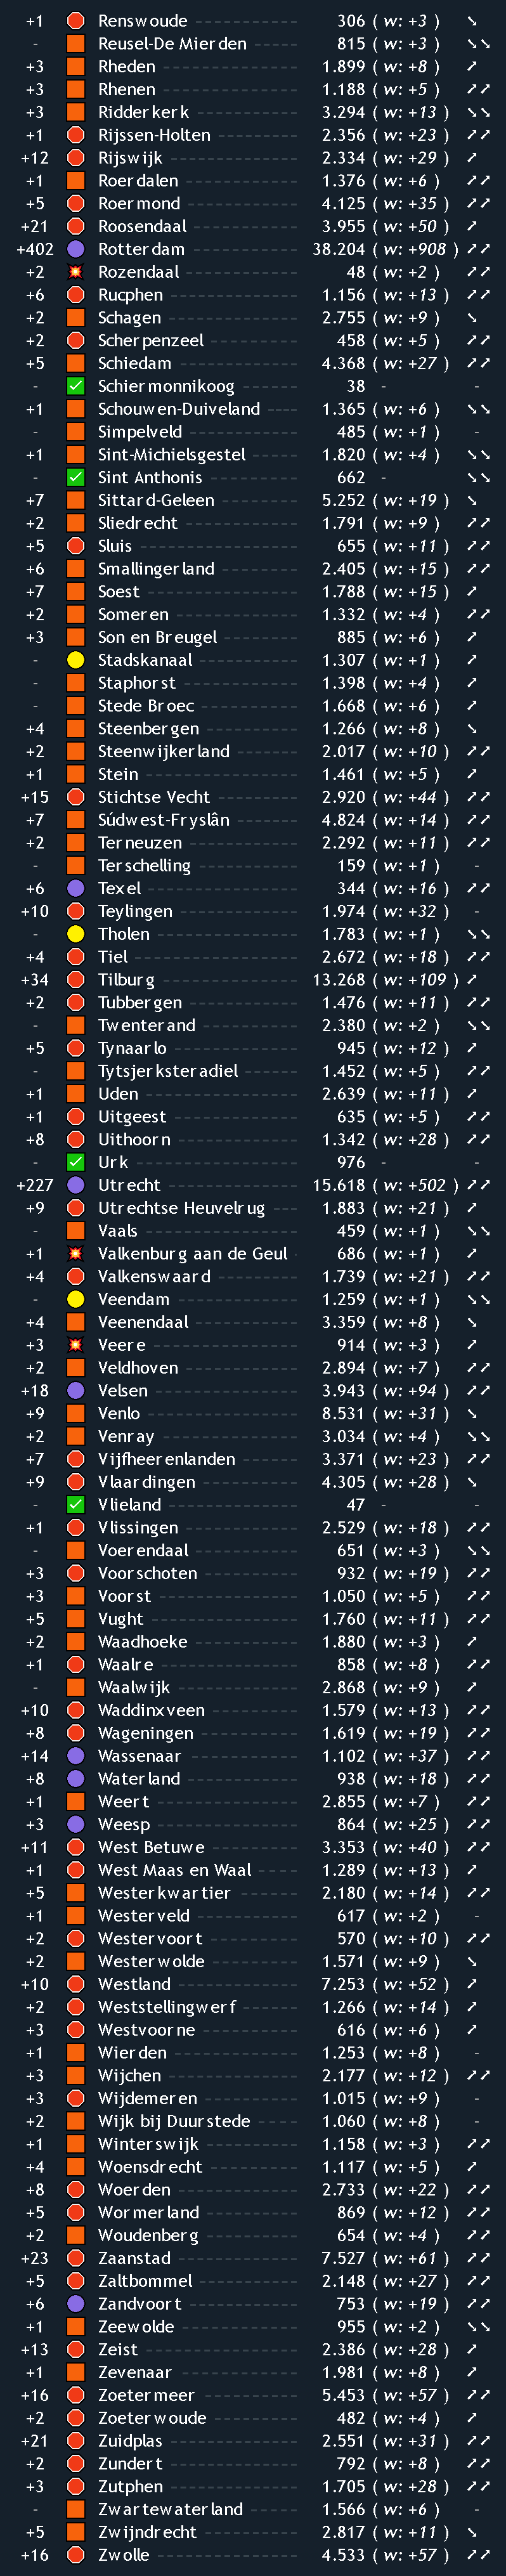 +1 Renswoude 306 ( w: +3 ) ↘
- Reusel-De Mierden 815 ( w: +3 ) ↘↘
+3 Rheden 1.899 ( w: +8 ) ↗
+3 Rhenen 1.188 ( w: +5 ) ↗↗
+3 Ridderkerk 3.294 ( w: +13 ) ↘↘
+1 Rijssen-Holten 2.356 ( w: +23 ) ↗↗
+12 Rijswijk 2.334 ( w: +29 ) ↗
+1 Roerdalen 1.376 ( w: +6 ) ↗↗
+5 Roermond 4.125 ( w: +35 ) ↗↗
+21 Roosendaal 3.955 ( w: +50 ) ↗
+402 Rotterdam 38.204 ( w: +908 ) ↗↗
+2 Rozendaal 48 ( w: +2 ) ↗↗
+6 Rucphen 1.156 ( w: +13 ) ↗↗
+2 Schagen 2.755 ( w: +9 ) ↘
+2 Scherpenzeel 458 ( w: +5 ) ↗↗
+5 Schiedam 4.368 ( w: +27 ) ↗↗
- Schiermonnikoog 38 - -
+1 Schouwen-Duiveland 1.365 ( w: +6 ) ↘↘
- Simpelveld 485 ( w: +1 ) -
+1 Sint-Michielsgestel 1.820 ( w: +4 ) ↘↘
- Sint Anthonis 662 - ↘↘
+7 Sittard-Geleen 5.252 ( w: +19 ) ↘
+2 Sliedrecht 1.791 ( w: +9 ) ↗↗
+5 Sluis 655 ( w: +11 ) ↗↗
+6 Smallingerland 2.405 ( w: +15 ) ↗↗
+7 Soest 1.788 ( w: +15 ) ↗
+2 Someren 1.332 ( w: +4 ) ↗↗
+3 Son en Breugel 885 ( w: +6 ) ↗
- Stadskanaal 1.307 ( w: +1 ) ↗
- Staphorst 1.398 ( w: +4 ) ↗
- Stede Broec 1.668 ( w: +6 ) ↗
+4 Steenbergen 1.266 ( w: +8 ) ↘
+2 Steenwijkerland 2.017 ( w: +10 ) ↗↗
+1 Stein 1.461 ( w: +5 ) ↗
+15 Stichtse Vecht 2.920 ( w: +44 ) ↗↗
+7 Súdwest-Fryslân 4.824 ( w: +14 ) ↗↗
+2 Terneuzen 2.292 ( w: +11 ) ↗↗
- Terschelling 159 ( w: +1 ) -
+6 Texel 344 ( w: +16 ) ↗↗
+10 Teylingen 1.974 ( w: +32 ) -
- Tholen 1.783 ( w: +1 ) ↘↘
+4 Tiel 2.672 ( w: +18 ) ↗↗
+34 Tilburg 13.268 ( w: +109 ) ↗
+2 Tubbergen 1.476 ( w: +11 ) ↗↗
- Twenterand 2.380 ( w: +2 ) ↘↘
+5 Tynaarlo 945 ( w: +12 ) ↗
- Tytsjerksteradiel 1.452 ( w: +5 ) ↗↗
+1 Uden 2.639 ( w: +11 ) ↗
+1 Uitgeest 635 ( w: +5 ) ↗↗
+8 Uithoorn 1.342 ( w: +28 ) ↗↗
- Urk 976 - -
+227 Utrecht 15.618 ( w: +502 ) ↗↗
+9 Utrechtse Heuvelrug 1.883 ( w: +21 ) ↗
- Vaals 459 ( w: +1 ) ↘↘
+1 Valkenburg aan de Geul 686 ( w: +1 ) ↗
+4 Valkenswaard 1.739 ( w: +21 ) ↗↗
- Veendam 1.259 ( w: +1 ) ↘↘
+4 Veenendaal 3.359 ( w: +8 ) ↘
+3 Veere 914 ( w: +3 ) ↗
+2 Veldhoven 2.894 ( w: +7 ) ↗↗
+18 Velsen 3.943 ( w: +94 ) ↗↗
+9 Venlo 8.531 ( w: +31 ) ↘
+2 Venray 3.034 ( w: +4 ) ↘↘
+7 Vijfheerenlanden 3.371 ( w: +23 ) ↗↗
+9 Vlaardingen 4.305 ( w: +28 ) ↘
- Vlieland 47 - -
+1 Vlissingen 2.529 ( w: +18 ) ↗↗
- Voerendaal 651 ( w: +3 ) ↘↘
+3 Voorschoten 932 ( w: +19 ) ↗↗
+3 Voorst 1.050 ( w: +5 ) ↗↗
+5 Vught 1.760 ( w: +11 ) ↗↗
+2 Waadhoeke 1.880 ( w: +3 ) ↗
+1 Waalre 858 ( w: +8 ) ↗↗
- Waalwijk 2.868 ( w: +9 ) ↗
+10 Waddinxveen 1.579 ( w: +13 ) ↗↗
+8 Wageningen 1.619 ( w: +19 ) ↗↗
+14 Wassenaar 1.102 ( w: +37 ) ↗↗
+8 Waterland 938 ( w: +18 ) ↗↗
+1 Weert 2.855 ( w: +7 ) ↗↗
+3 Weesp 864 ( w: +25 ) ↗↗
+11 West Betuwe 3.353 ( w: +40 ) ↗↗
+1 West Maas en Waal 1.289 ( w: +13 ) ↗
+5 Westerkwartier 2.180 ( w: +14 ) ↗↗
+1 Westerveld 617 ( w: +2 ) -
+2 Westervoort 570 ( w: +10 ) ↗↗
+2 Westerwolde 1.571 ( w: +9 ) ↘
+10 Westland 7.253 ( w: +52 ) ↗
+2 Weststellingwerf 1.266 ( w: +14 ) ↗
+3 Westvoorne 616 ( w: +6 ) ↗
+1 Wierden 1.253 ( w: +8 ) -
+3 Wijchen 2.177 ( w: +12 ) ↗↗
+3 Wijdemeren 1.015 ( w: +9 ) -
+2 Wijk bij Duurstede 1.060 ( w: +8 ) -
+1 Winterswijk 1.158 ( w: +3 ) ↗↗
+4 Woensdrecht 1.117 ( w: +5 ) ↗
+8 Woerden 2.733 ( w: +22 ) ↗↗
+5 Wormerland 869 ( w: +12 ) ↗↗
+2 Woudenberg 654 ( w: +4 ) ↗↗
+23 Zaanstad 7.527 ( w: +61 ) ↗↗
+5 Zaltbommel 2.148 ( w: +27 ) ↗↗
+6 Zandvoort 753 ( w: +19 ) ↗↗
+1 Zeewolde 955 ( w: +2 ) ↘↘
+13 Zeist 2.386 ( w: +28 ) ↗
+1 Zevenaar 1.981 ( w: +8 ) ↗
+16 Zoetermeer 5.453 ( w: +57 ) ↗↗
+2 Zoeterwoude 482 ( w: +4 ) ↗
+21 Zuidplas 2.551 ( w: +31 ) ↗↗
+2 Zundert 792 ( w: +8 ) ↗↗
+3 Zutphen 1.705 ( w: +28 ) ↗↗
- Zwartewaterland 1.566 ( w: +6 ) -
+5 Zwijndrecht 2.817 ( w: +11 ) ↘
+16 Zwolle 4.533 ( w: +57 ) ↗↗